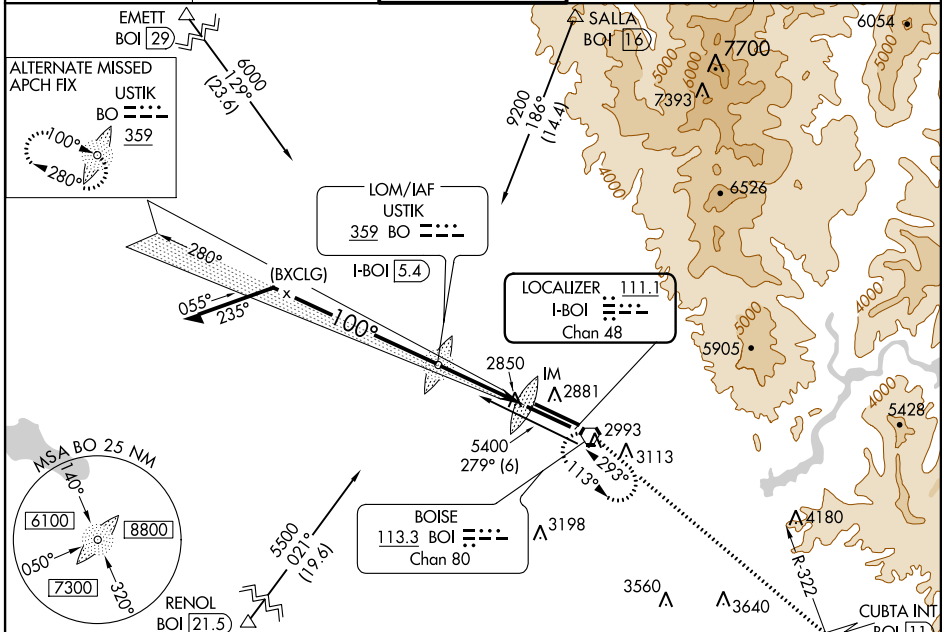 EMETT
BOI 29
SALLA
BOI 16
6054
5000
5000
6000
7700
7393
ALTERNATE MISSED
APCH FIX
USTIK
BO
359
100°
280°
6000
129°
(23.6)
9200
186°
(14.4)
4000
6526
LOM/IAF
USTIK
359 BO
I-BOI 5.4
280°
(BXCLG)
055°
235°
100°
LOCALIZER 111.1
I-BOI
Chan 48
5000
5905
4000
4000
5428
2850
IM
2881
2993
3113
5400
279° (6)
113°
293°
MSA BO 25 NM
140°
6100
8800
050°
7300
320°
BOISE
113.3 BOI
Chan 80
3198
4180
R-322
5500
021°
(19.6)
RENOL
BOI 21.5
3560
3640
CUBTA INT
BOI 11